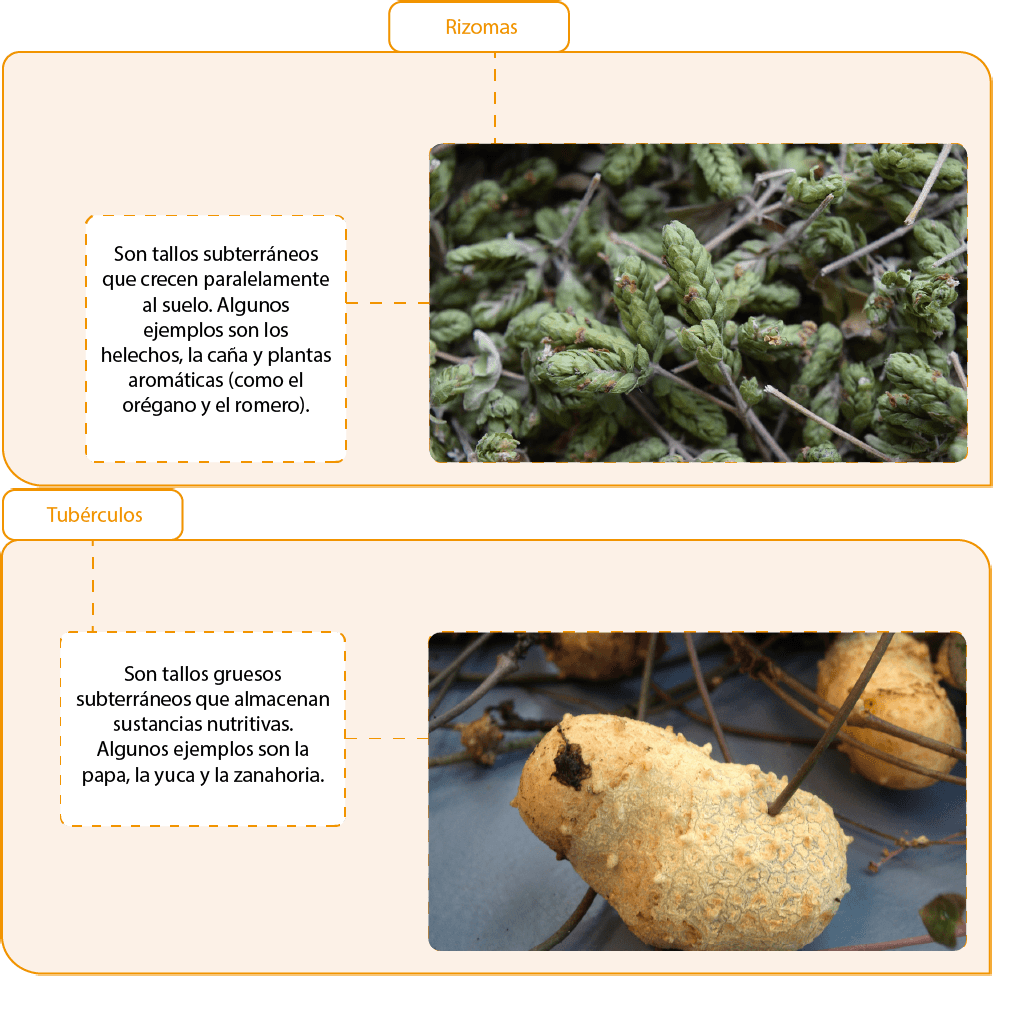 Rizomas
Son tallos subterráneos
que crecen paralelamente
al suelo. Algunos
ejemplos son los
helechos, la caña y plantas
aromáticas (como el
orégano y el romero).
Tubérculos
Son tallos gruesos
subterráneos que almacenan
sustancias nutritivas.
Algunos ejemplos son la
papa, la yuca y la zanahoria.